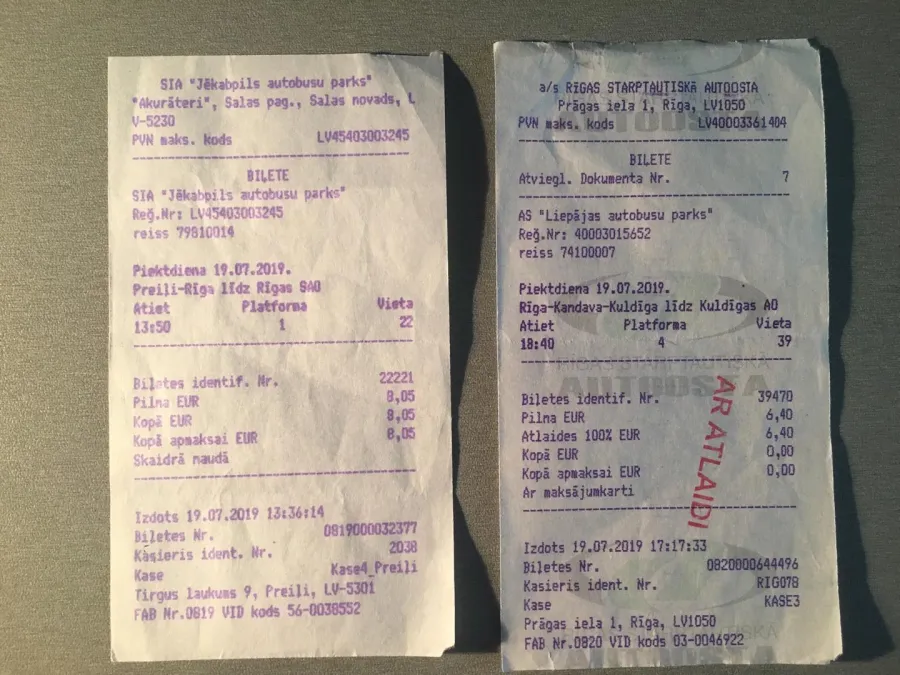 SIA "Jēkabpils autobusu parks"
"Akurāteri", Salas pag., Salas novads, L
V-5230
PVN maks. kods LV45403003245
BIĻETE
SIA "Jēkabpils autobusu parks"
Reģ.Nr: LV45403003245
reiss 79810014
Piektdiena 19.07.2019.
Preiļi-Rīga līdz Rīgas SAO
Atiet Platforma Vieta
13:50 1 22
Biļetes identif. Nr. 22221
Pilna EUR 8,05
Kopā EUR 8,05
Kopā apmaksai EUR 8,05
Skaidrā naudā
Izdots 19.07.2019 13:36:14
Biļetes Nr. 0819000032377
Kasieris ident. Nr. 2038
Kase Kase4_Preiļi
Tirgus laukums 9, Preiļi, LV-5301
FAB Nr.0819 VID kods 56-0038552
a/s RĪGAS STARPTAUTISKĀ AUTOOSTA
Prāgas iela 1, Rīga, LV1050
PVN maks. kods LV40003361404
BIĻETE
Atviegl. Dokumenta Nr. 7
AS "Liepājas autobusu parks"
Reģ.Nr: 40003015652
reiss 74100007
Piektdiena 19.07.2019.
Rīga-Kandava-Kuldīga līdz Kuldīgas AO
Atiet Platforma Vieta
18:40 4 39
RĪGAS STARPTAUTISKĀ
AUTOOSTA
Biļetes identif. Nr. 39470
Pilna EUR 6,40
Atlaides 100% EUR 6,40
Kopā EUR 0,00
Kopā apmaksai EUR 0,00
Ar maksājumkarti
AR ATLAIDI
Izdots 19.07.2019 17:17:33
Biļetes Nr. 0820000644496
Kasieris ident. Nr. RIG078
Kase KASE3
Prāgas iela 1, Rīga, LV1050
FAB Nr.0820 VID kods 03-0046922